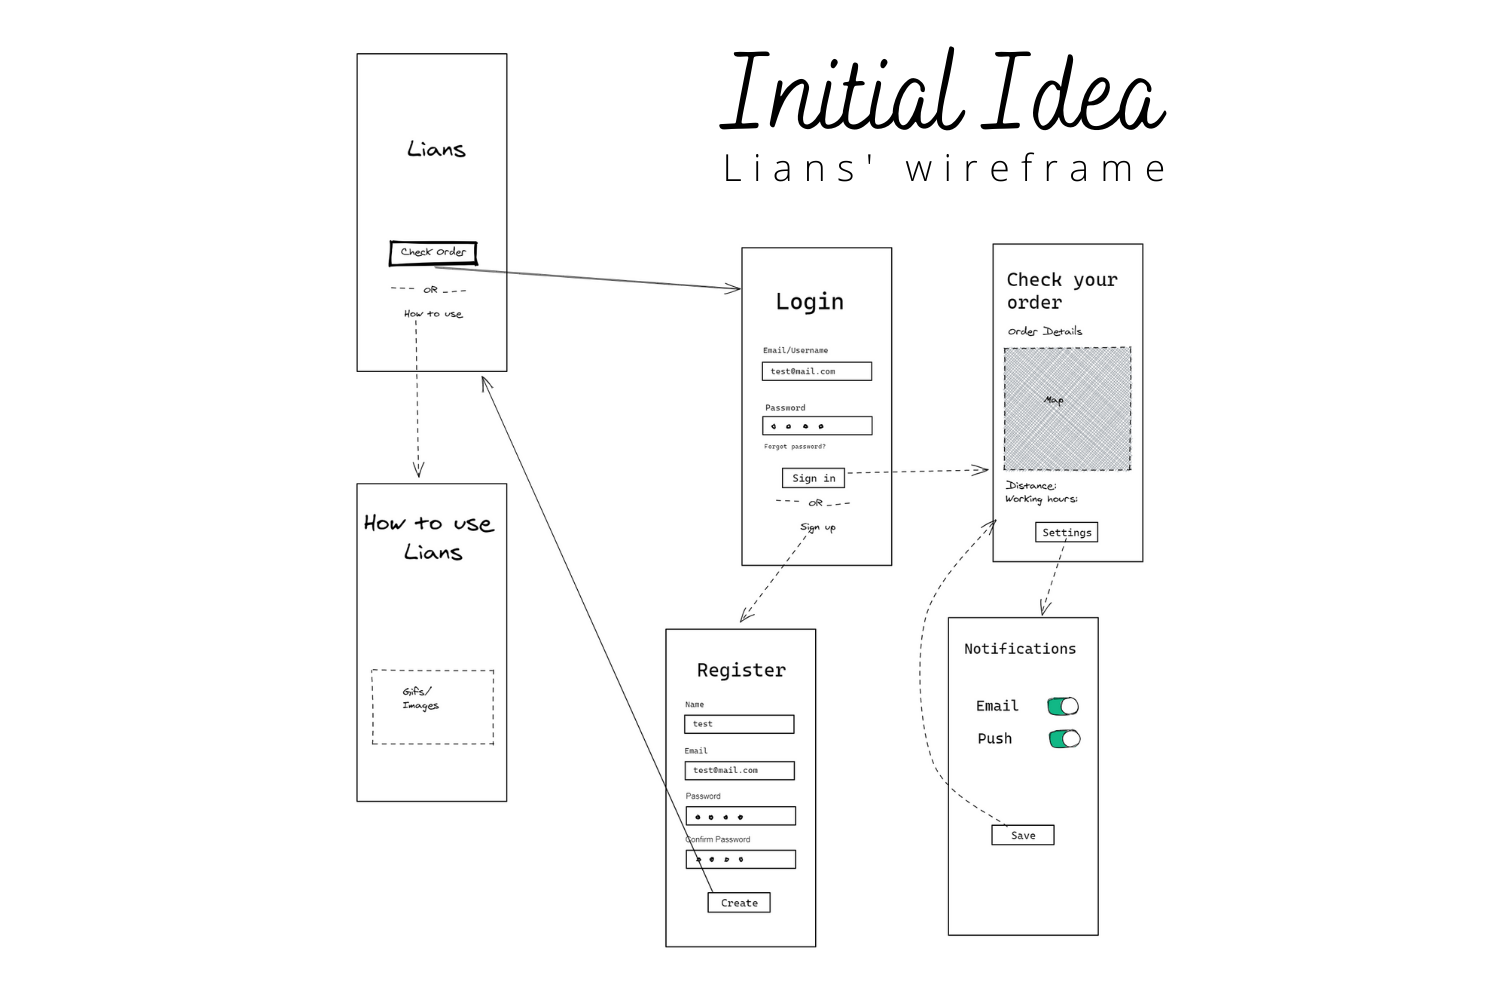 Initial Idea
Lians' wireframe
Lians
Check Order
OR
How to use
How to use
Lians
Gifs/
Images
Login
Email/Username
test@mail.com
Password
Forgot password?
Sign in
OR
Sign up
Register
Name
test
Email
test@mail.com
Password
Confirm Password
Create
Check your
order
Order Details
Map
Distance:
Working hours:
Settings
Notifications
Email
Push
Save